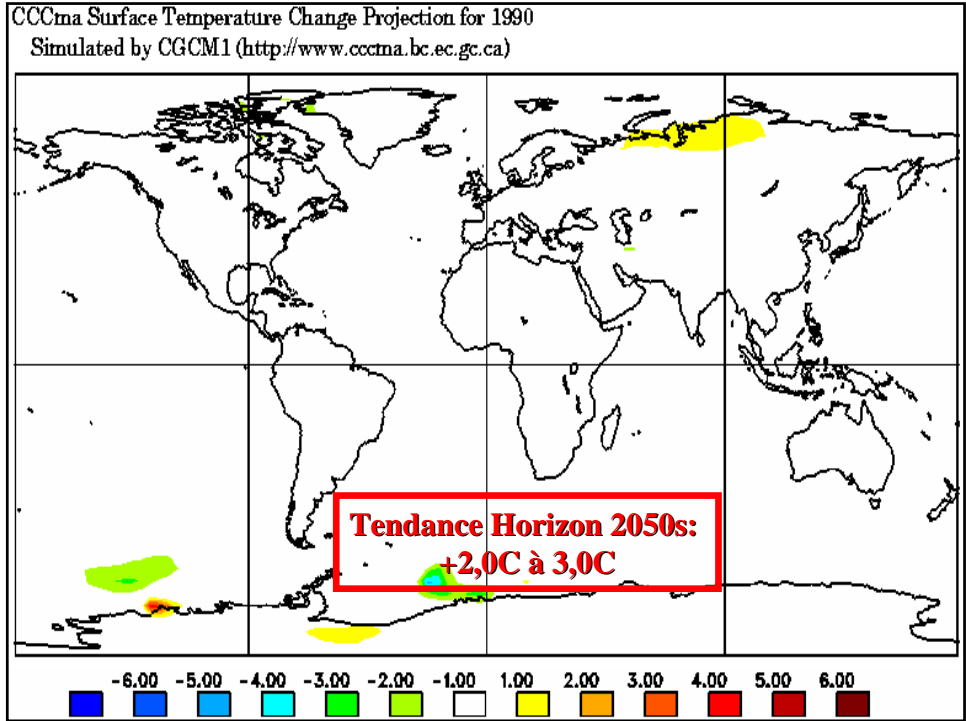 CCCma Surface Temperature Change Projection for 1990
Simulated by CGCM1 (http://www.cccma.bc.ec.gc.ca)
Tendance Horizon 2050s:
+2,0C à 3,0C
-6.00 -5.00 -4.00 -3.00 -2.00 -1.00 1.00 2.00 3.00 4.00 5.00 6.00